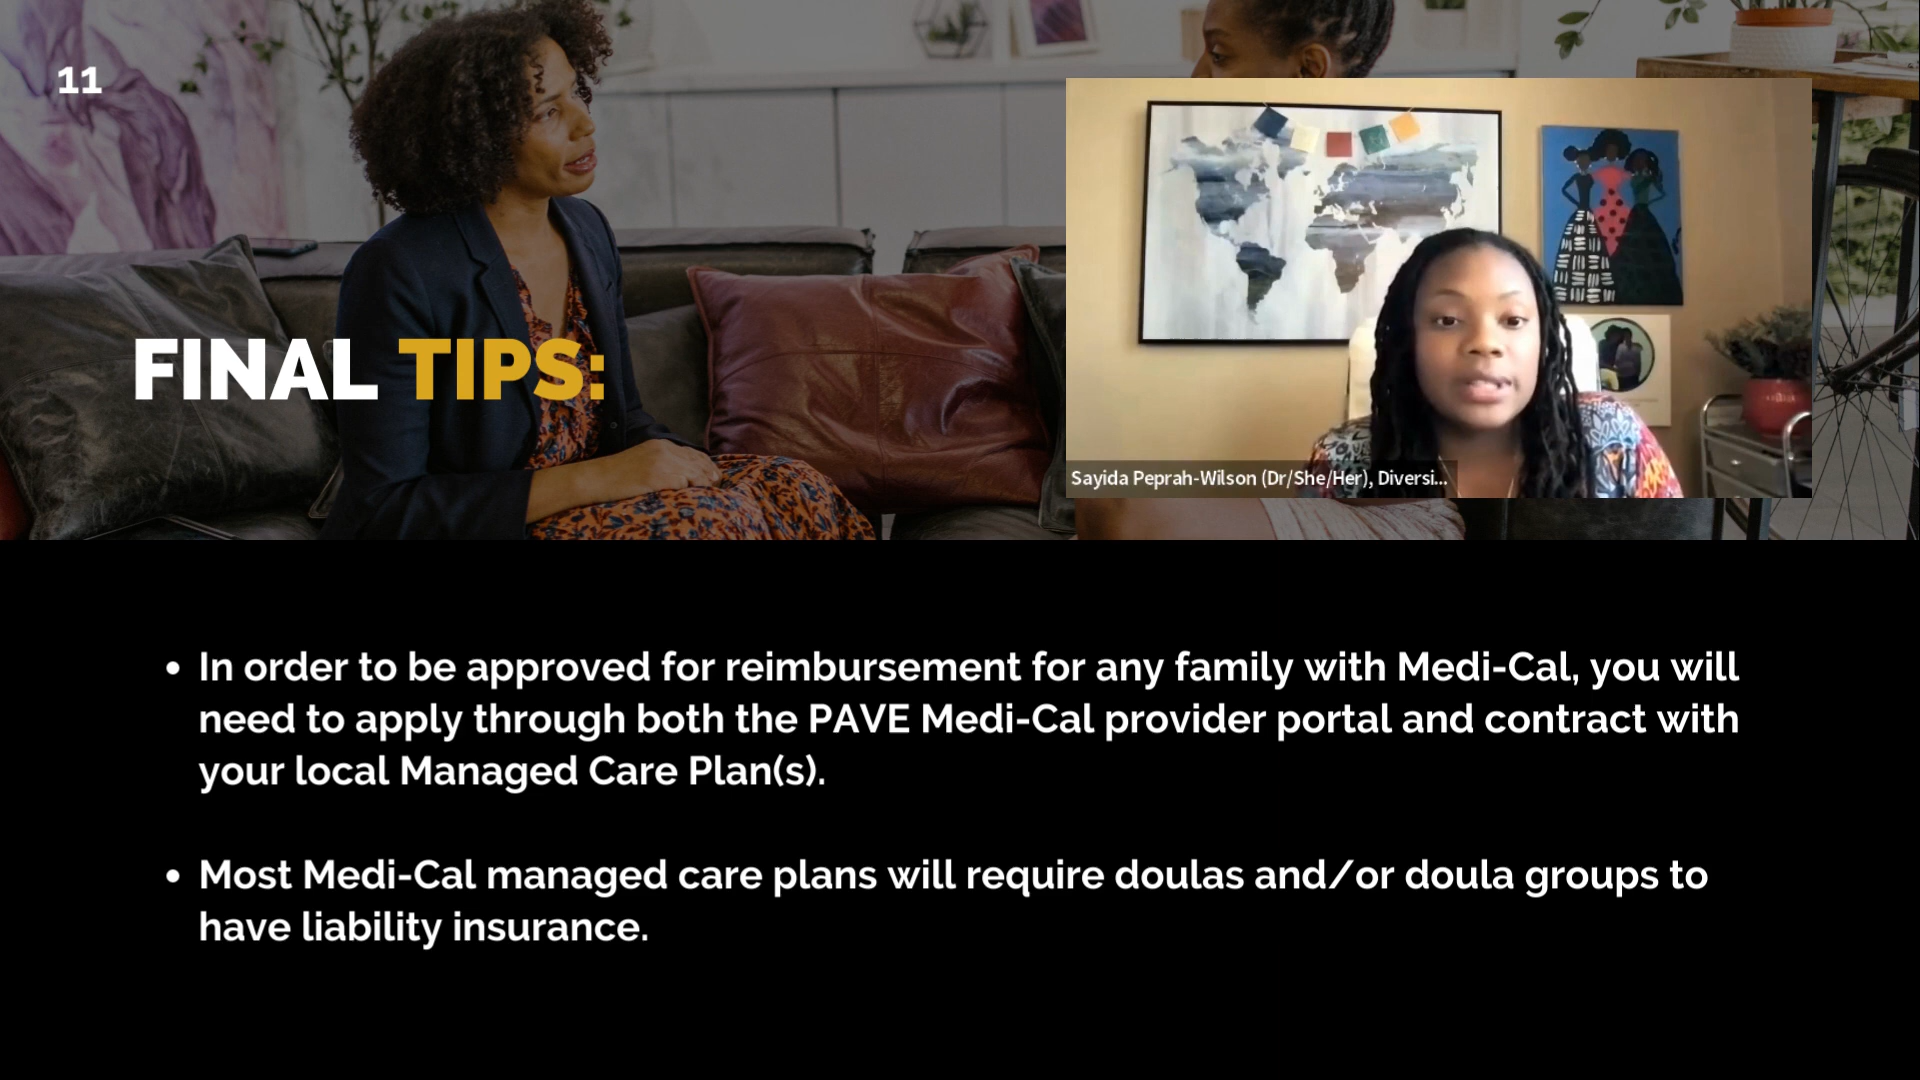 11
FINAL TIPS:
Sayida Peprah-Wilson (Dr/She/Her), Diversi...
• In order to be approved for reimbursement for any family with Medi-Cal, you will
need to apply through both the PAVE Medi-Cal provider portal and contract with
your local Managed Care Plan(s).
• Most Medi-Cal managed care plans will require doulas and/or doula groups to
have liability insurance.